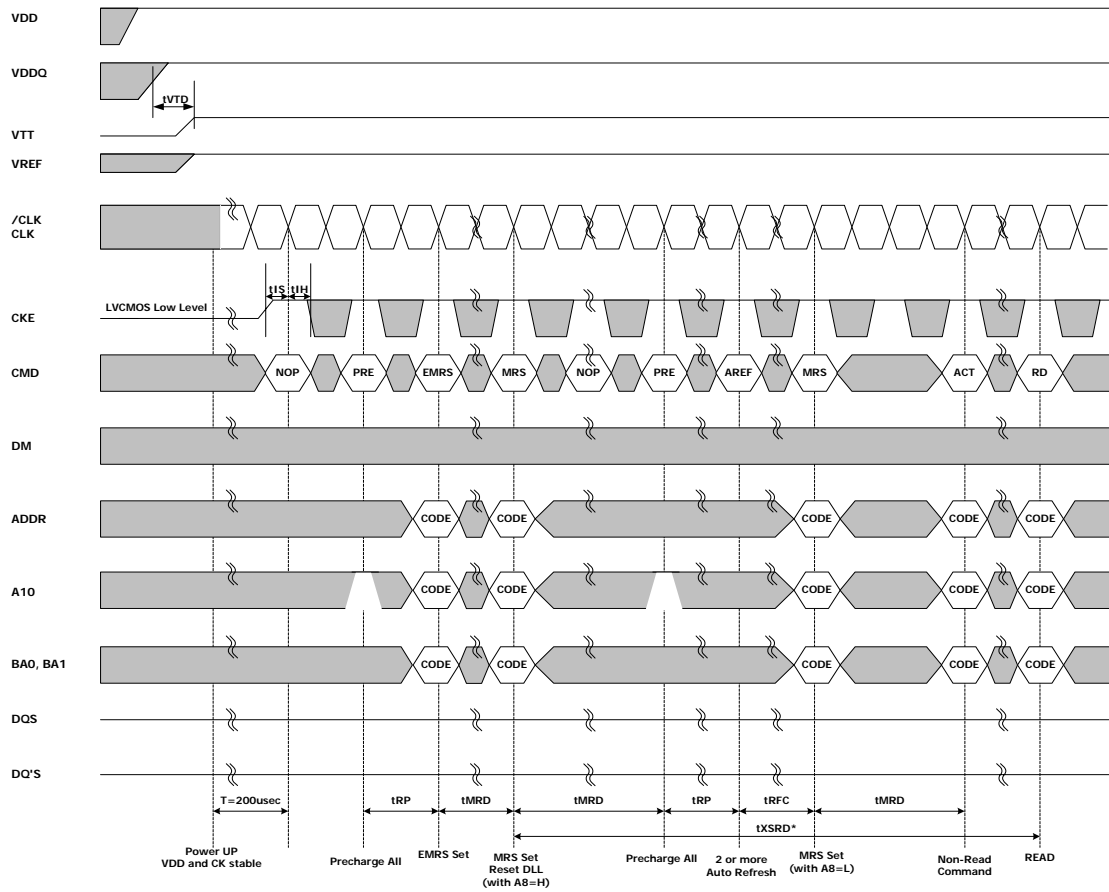 VDD
VDDQ
tVTD
VTT
VREF
/CLK
CLK
tIS tIH
LVCMOS Low Level
CKE
CMD NOP PRE EMRS MRS NOP PRE AREF MRS ACT RD
DM
ADDR CODE CODE CODE CODE CODE
A10 CODE CODE CODE CODE CODE
BA0, BA1 CODE CODE CODE CODE CODE
DQS
DQ'S
T=200usec tRP tMRD tMRD tRP tRFC tMRD
tXSRD*
Power UP
VDD and CK stable
Precharge All
EMRS Set
MRS Set
Reset DLL
(with A8=H)
Precharge All
2 or more
Auto Refresh
MRS Set
(with A8=L)
Non-Read
Command
READ